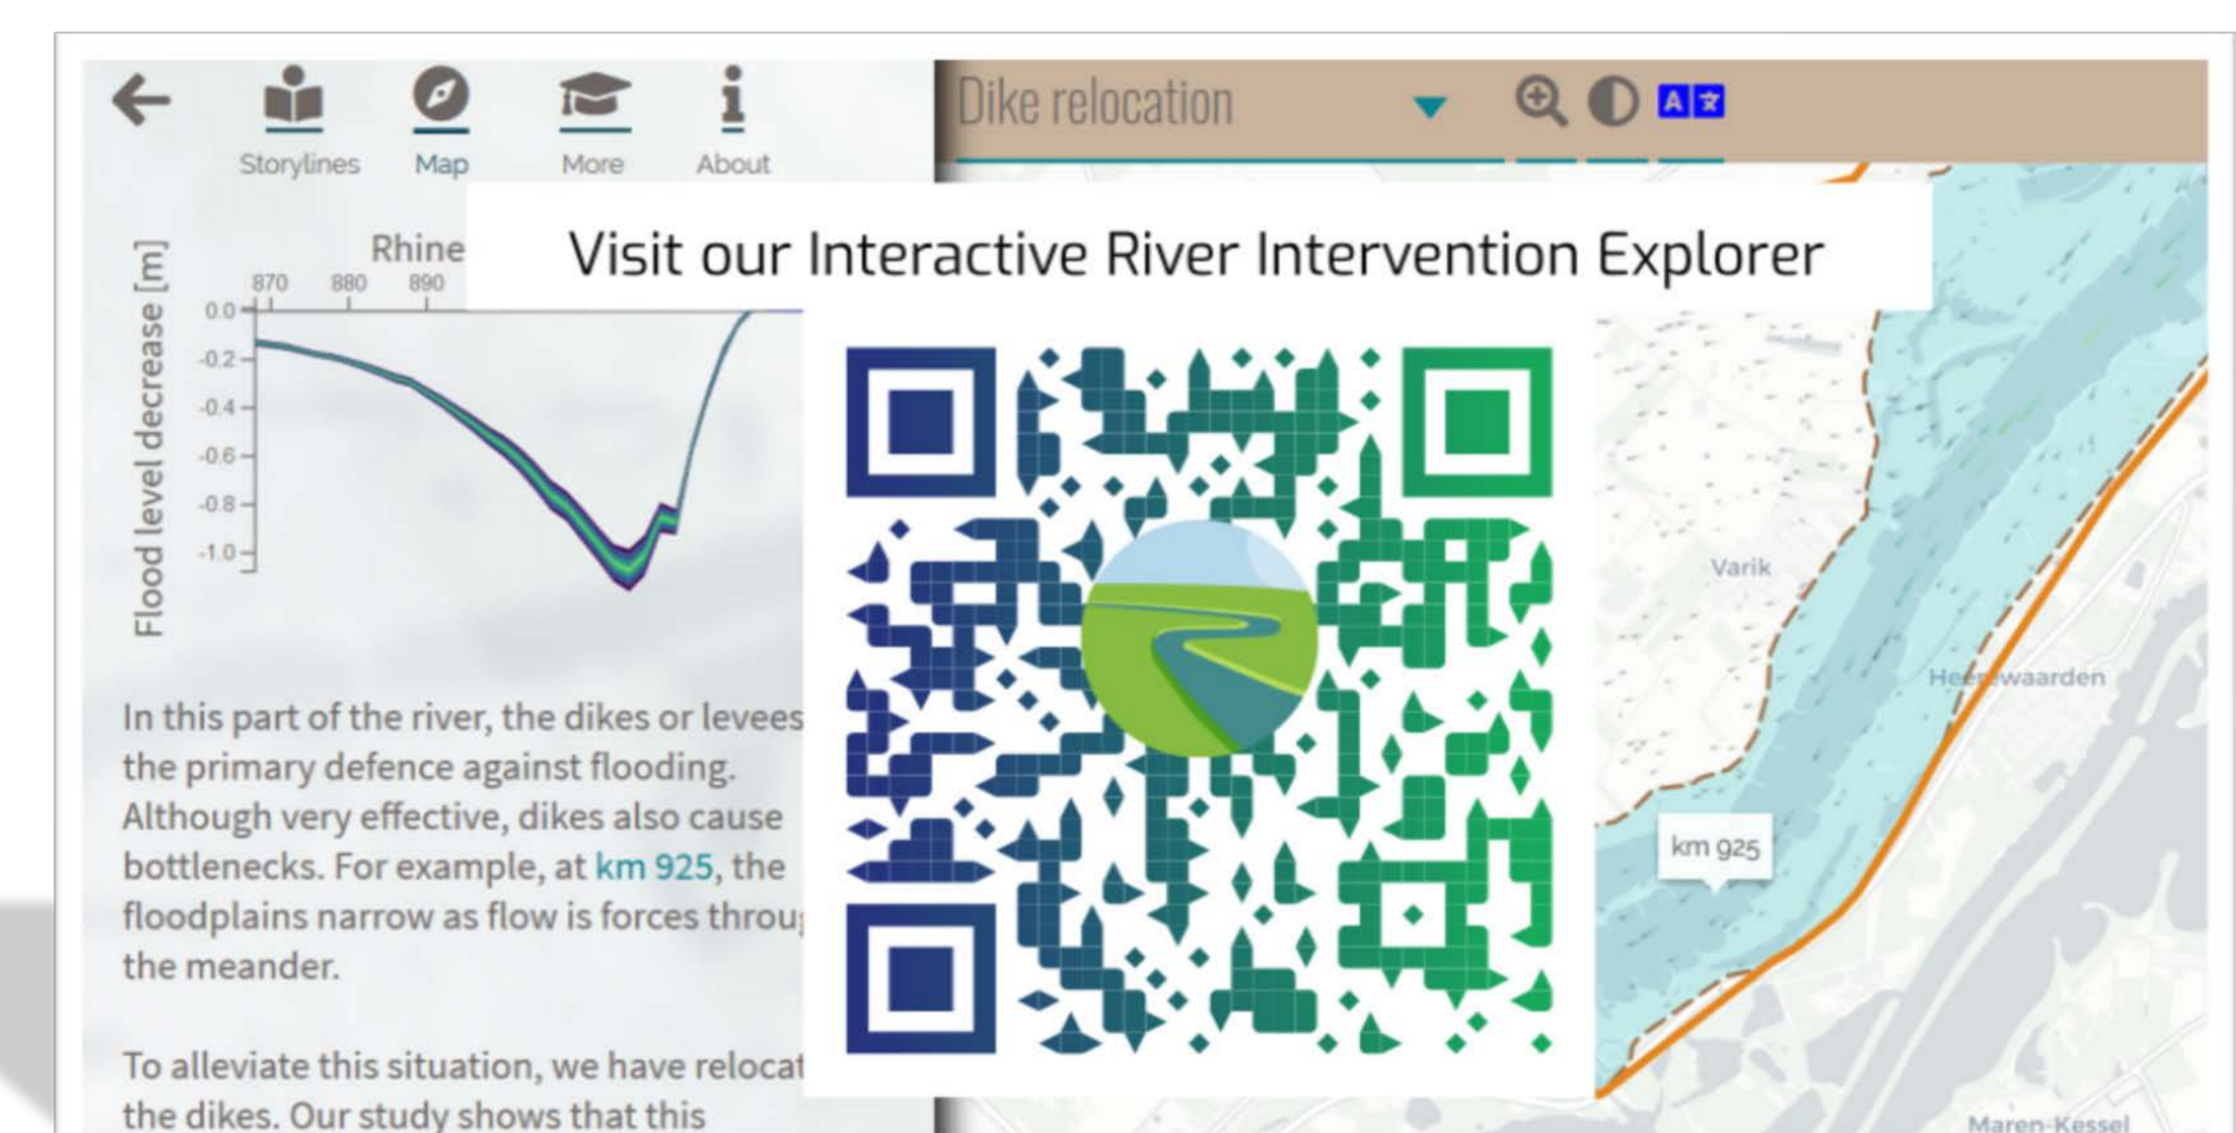 Storylines
Map
More
About
Dike relocation
A
Visit our Interactive River Intervention Explorer
Rhine
870 880 890
Flood level decrease [m]
0.0
-0.2
-0.4
-0.6
-0.8
-1.0
In this part of the river, the dikes or levees
the primary defence against flooding.
Although very effective, dikes also cause
bottlenecks. For example, at km 925, the
floodplains narrow as flow is forces throu
the meander.
To alleviate this situation, we have relocat
the dikes. Our study shows that this
Varik
Heerewaarden
km 925
Maren-Kessel